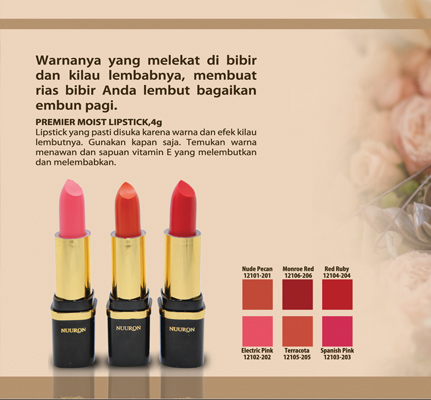 Warnanya yang melekat di bibir
dan kilau lembabnya, membuat
rias bibir Anda lembut bagaikan
embun pagi.
PREMIER MOIST LIPSTICK,4g
Lipstick yang pasti disuka karena warna dan efek kilau
lembutnya. Gunakan kapan saja. Temukan warna
menawan dan sapuan vitamin E yang melembutkan
dan melembabkan.
NUURON NUURON NUURON
Nude Pecan Monroe Red Red Ruby
12101-201 12106-206 12104-204
Electric Pink Terracota Spanish Pink
12102-202 12105-205 12103-203